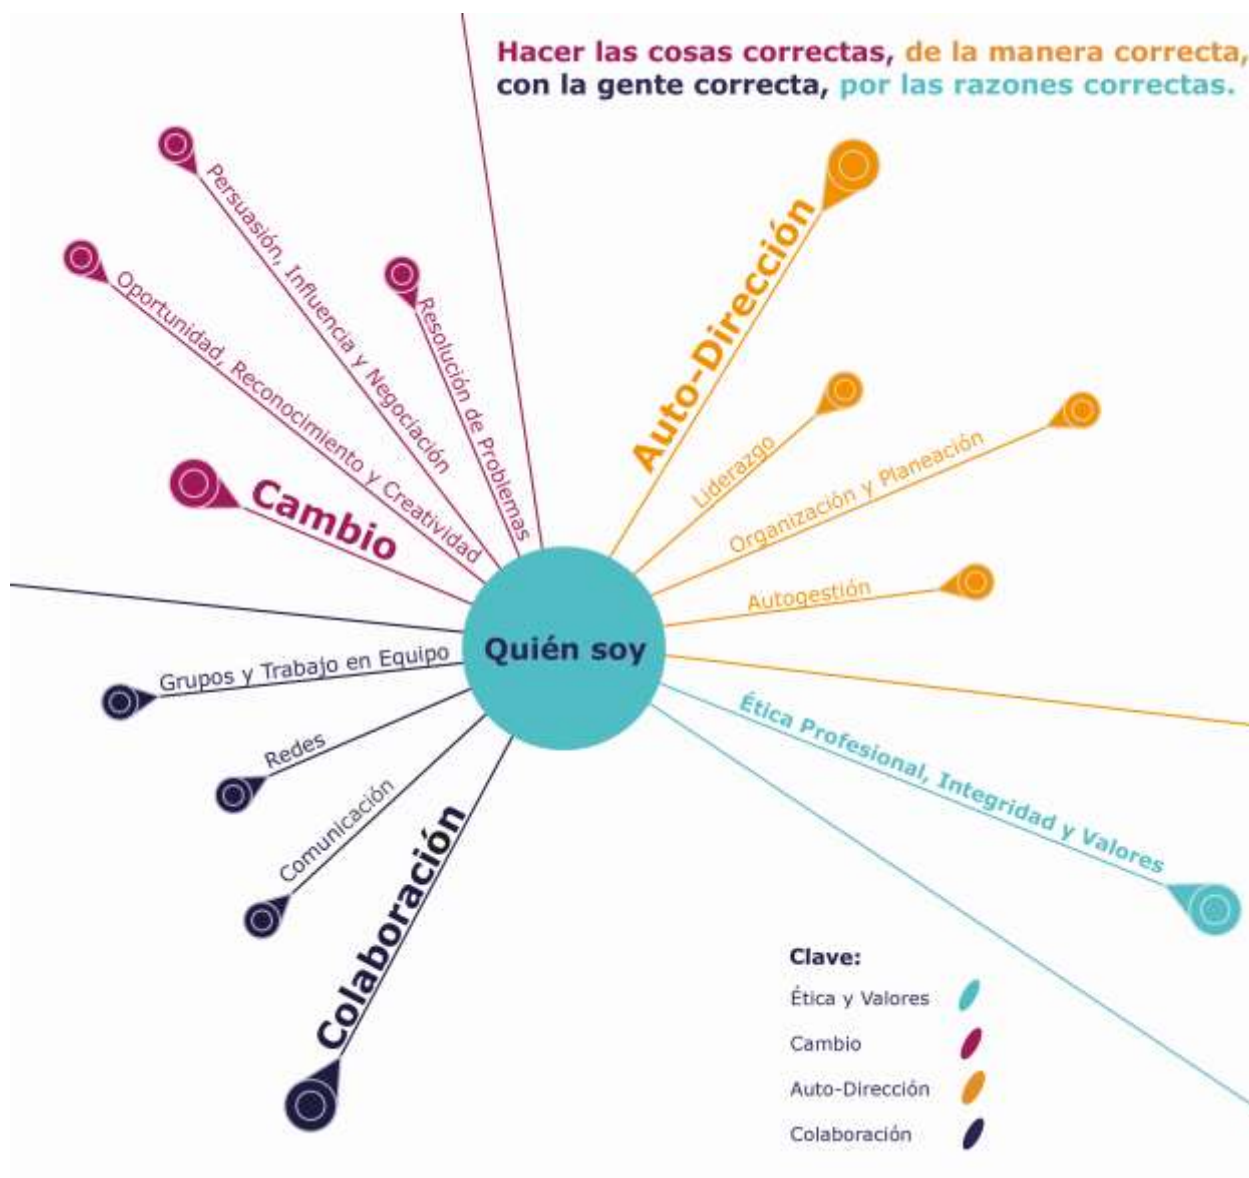 Hacer las cosas correctas, de la manera correcta,
con la gente correcta, por las razones correctas.
Persuasión, Influencia y Negociación
Oportunidad, Reconocimiento y Creatividad
Resolución de Problemas
Cambio
Auto-Dirección
Liderazgo
Organización y Planeación
Autogestión
Quién soy
Grupos y Trabajo en Equipo
Redes
Comunicación
Colaboración
Ética Profesional, Integridad y Valores
Clave:
Ética y Valores
Cambio
Auto-Dirección
Colaboración